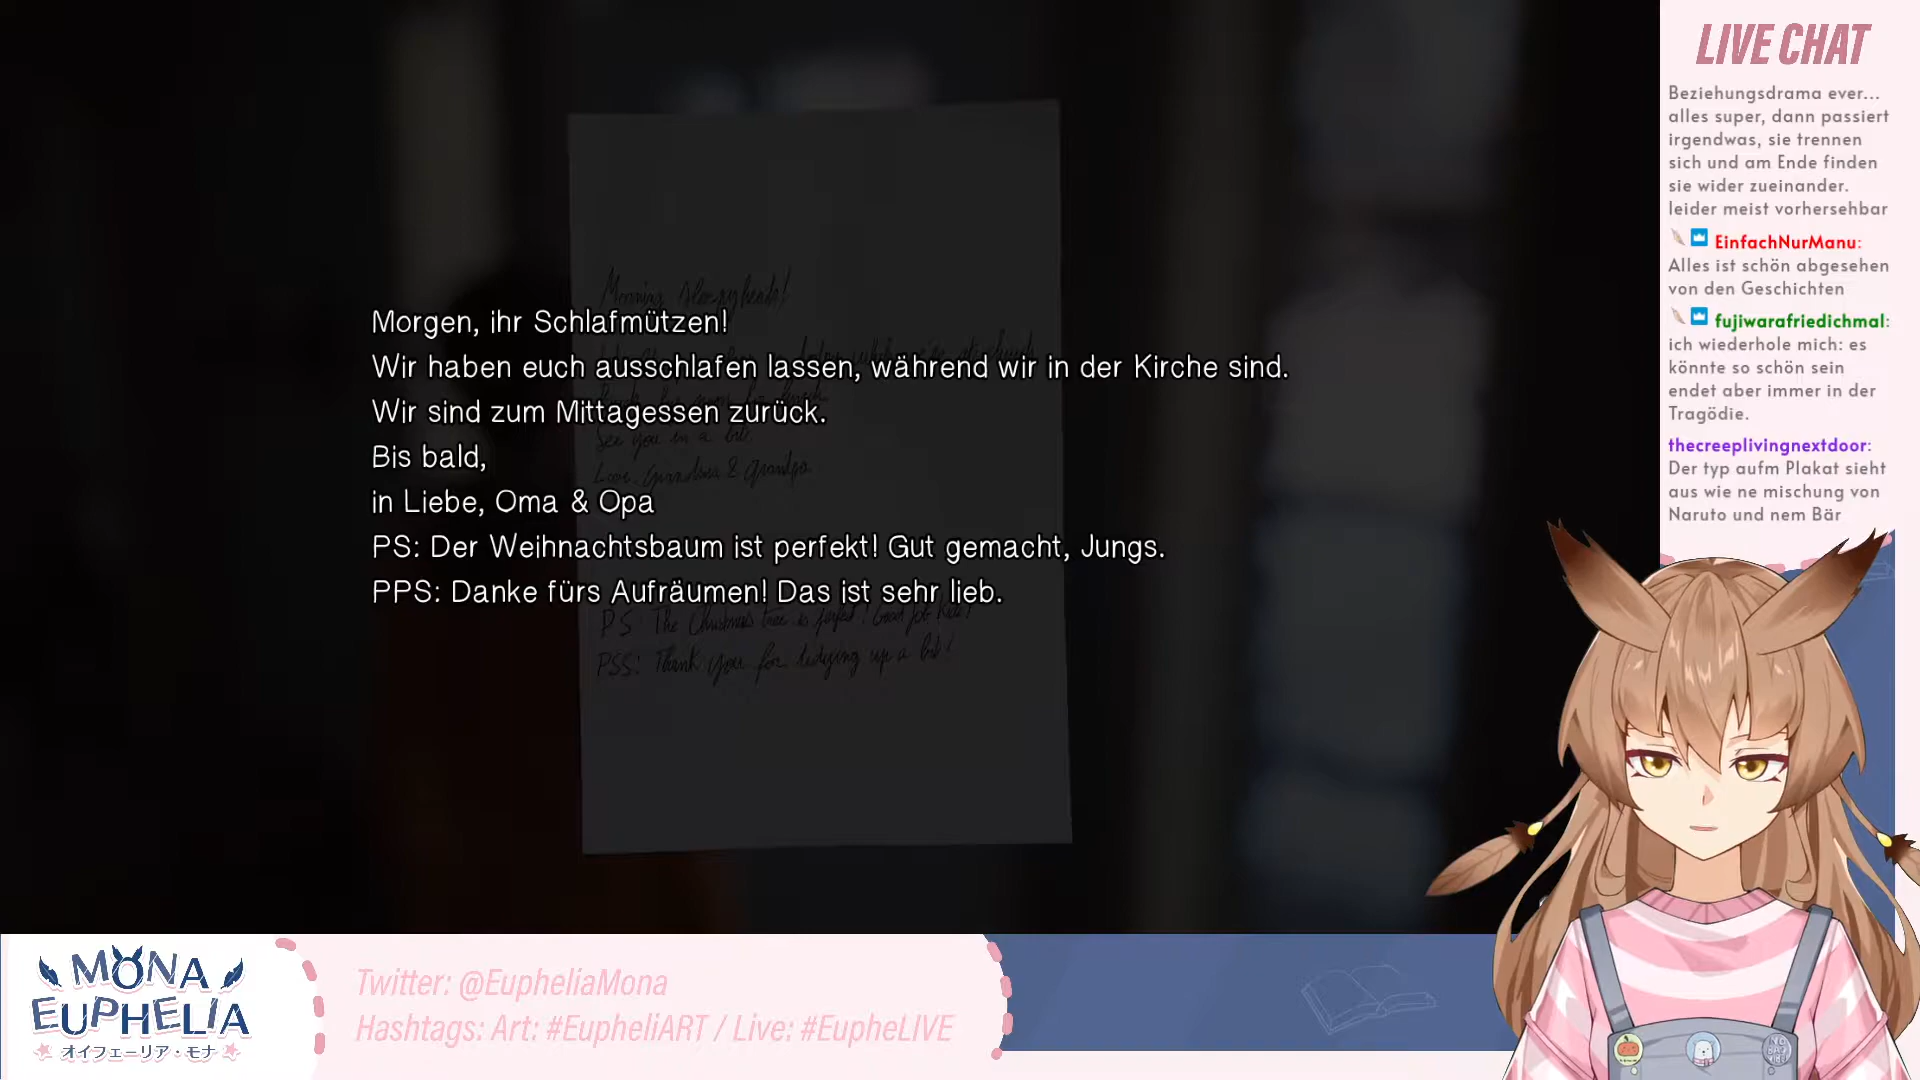 Morgen, ihr Schlafmützen!
Wir haben euch ausschlafen lassen, während wir in der Kirche sind.
Wir sind zum Mittagessen zurück.
Bis bald,
in Liebe, Oma & Opa
PS: Der Weihnachtsbaum ist perfekt! Gut gemacht, Jungs.
PPS: Danke fürs Aufräumen! Das ist sehr lieb.
Morning sleepyheads!
See you in a bit.
Love, Grandma & Grandpa
PS: The Christmas tree is perfect! Good job kids!
PSS: Thank you for tidying up a bit!
LIVE CHAT
Beziehungsdrama ever...
alles super, dann passiert
irgendwas, sie trennen
sich und am Ende finden
sie wider zueinander.
leider meist vorhersehbar
EinfachNurManu:
Alles ist schön abgesehen
von den Geschichten
fujiwarafriedichmal:
ich wiederhole mich: es
könnte so schön sein
endet aber immer in der
Tragödie.
thecreeplivingnextdoor:
Der typ aufm Plakat sieht
aus wie ne mischung von
Naruto und nem Bär
MONA
EUPHELIA
オイフェーリア・モナ
Twitter: @EupheliaMona
Hashtags: Art: #EupheliART / Live: #EupheLIVE